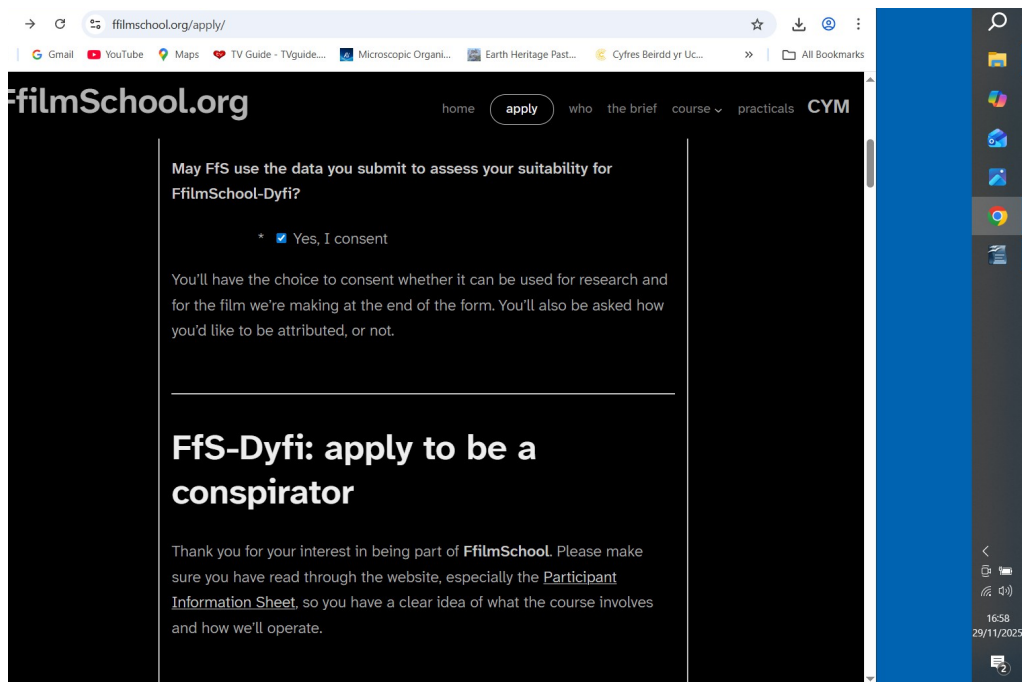 ffilmschool.org/apply/
Gmail YouTube Maps TV Guide - TVguide.... Microscopic Organi... Earth Heritage Past... Cyfres Beirdd yr Uc... » All Bookmarks
FfilmSchool.org
home apply who the brief course practicals CYM
May FfS use the data you submit to assess your suitability for
FfilmSchool-Dyfi?
* Yes, I consent
You'll have the choice to consent whether it can be used for research and
for the film we're making at the end of the form. You'll also be asked how
you'd like to be attributed, or not.
FfS-Dyfi: apply to be a
conspirator
Thank you for your interest in being part of FfilmSchool. Please make
sure you have read through the website, especially the Participant
Information Sheet, so you have a clear idea of what the course involves
and how we'll operate.
16:58
29/11/2025
2